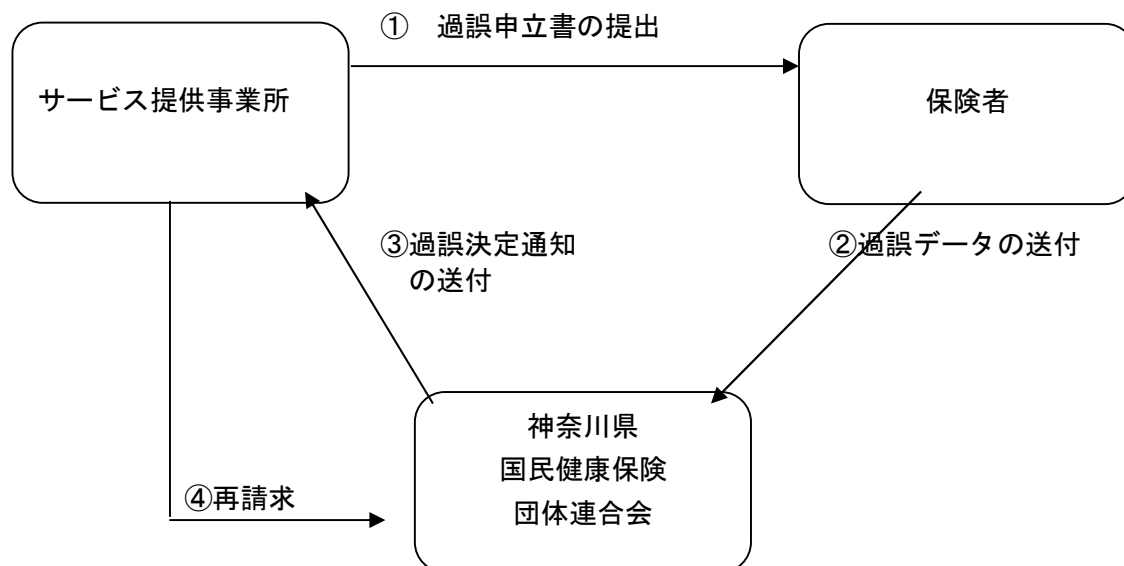 ①　過誤申立書の提出
サービス提供事業所
保険者
③過誤決定通知
の送付
②過誤データの送付
神奈川県
国民健康保険
団体連合会
④再請求